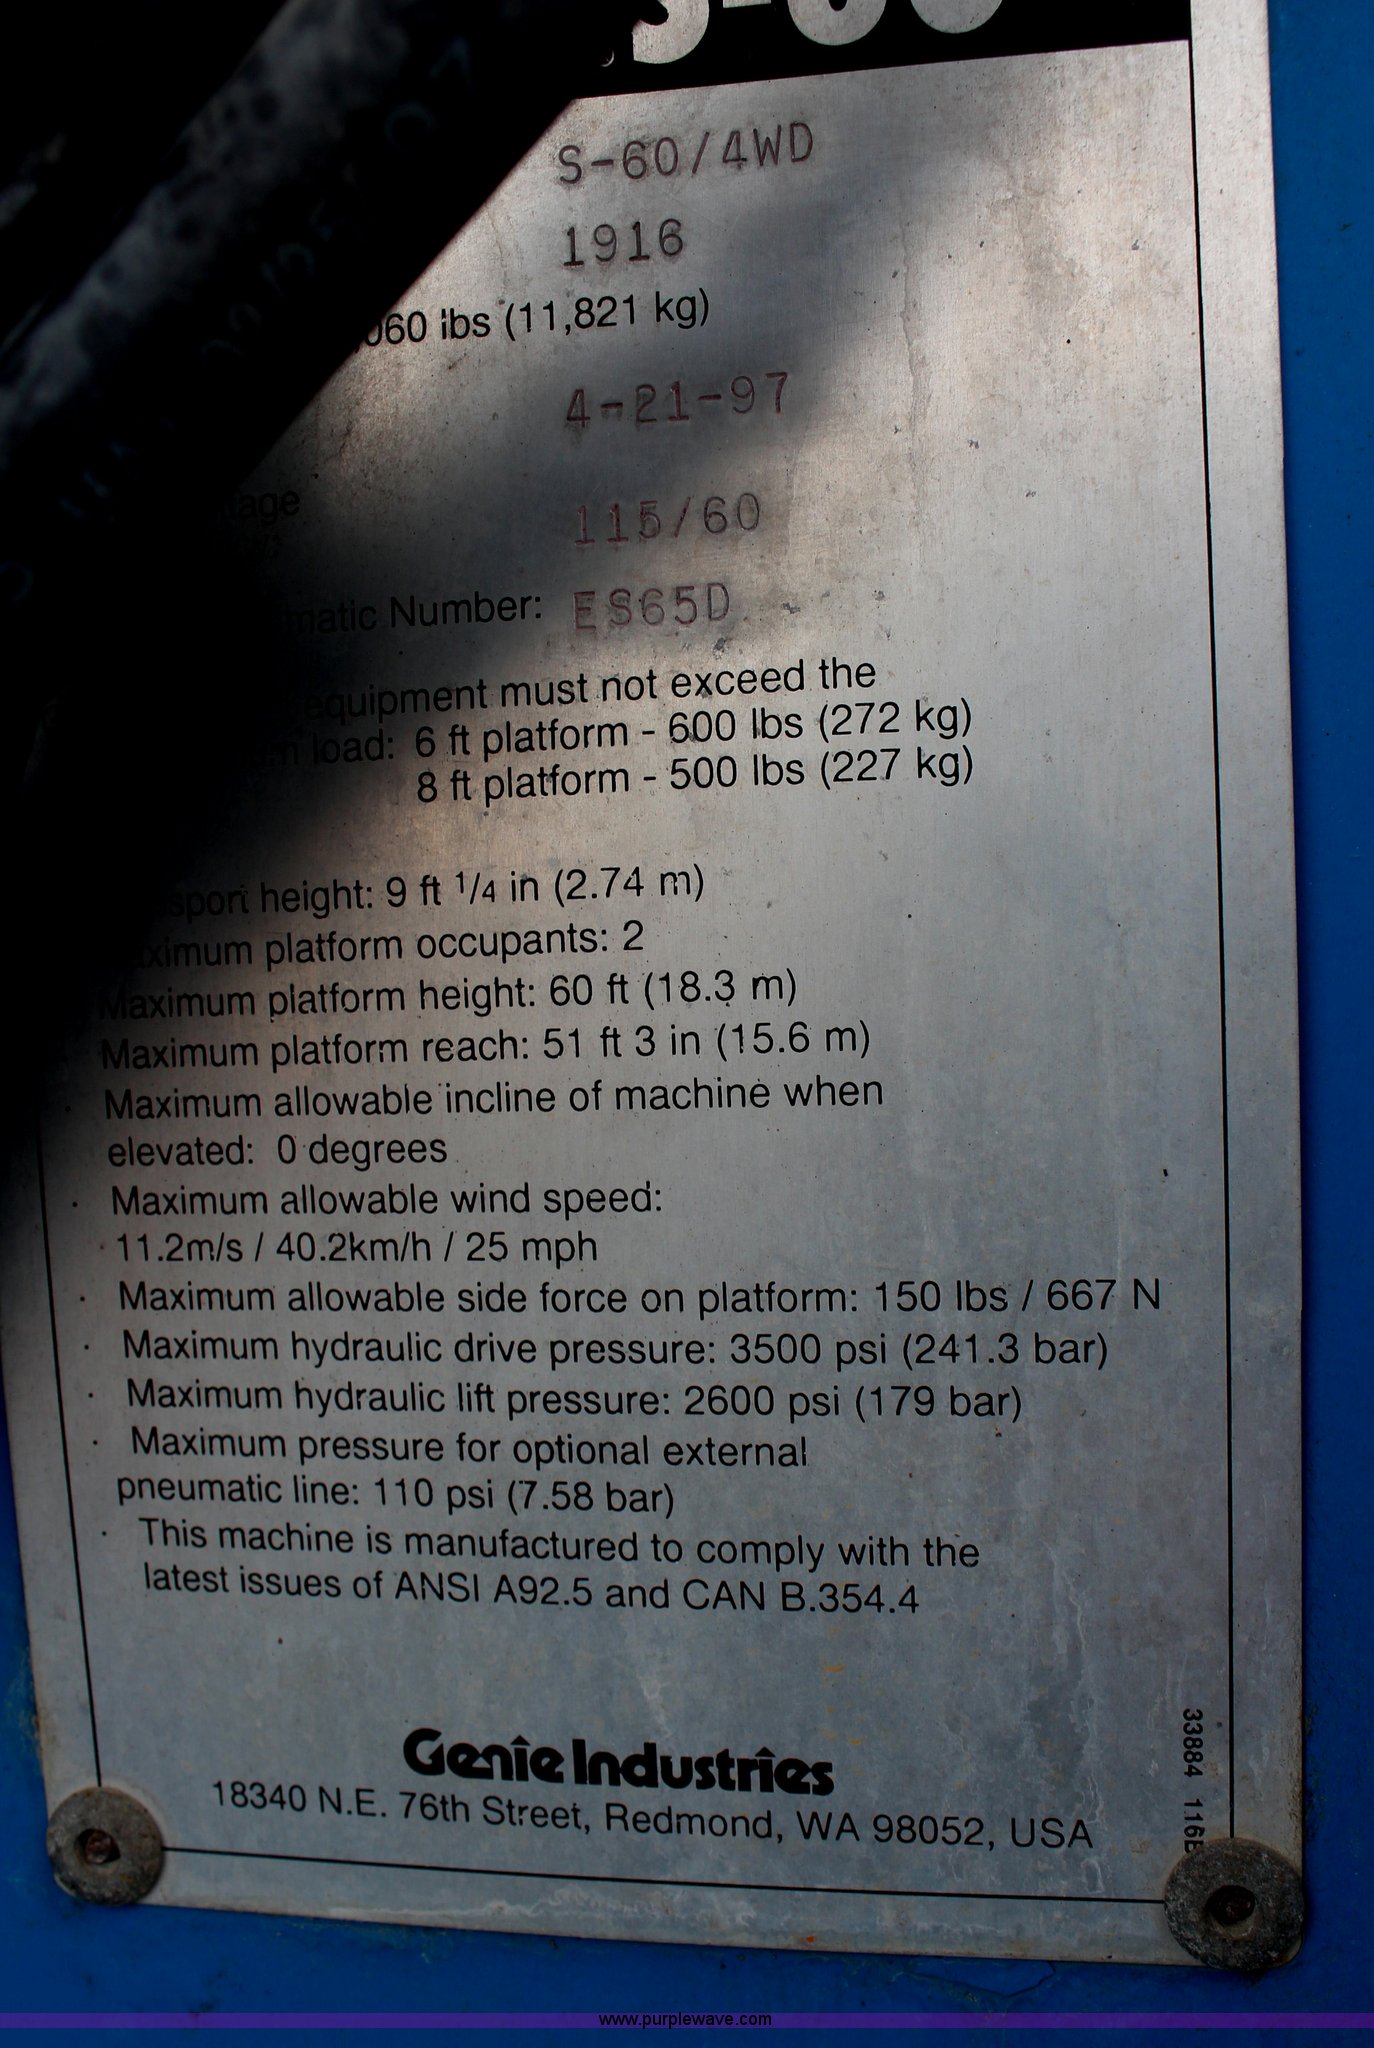 S-60
S-60/4WD
1916
060 lbs (11,821 kg)
4-21-97
115/60
Number: ES65D
equipment must not exceed the
load: 6 ft platform - 600 lbs (272 kg)
8 ft platform - 500 lbs (227 kg)
height: 9 ft 1/4 in (2.74 m)
Maximum platform occupants: 2
Maximum platform height: 60 ft (18.3 m)
Maximum platform reach: 51 ft 3 in (15.6 m)
· Maximum allowable incline of machine when
elevated: 0 degrees
· Maximum allowable wind speed:
11.2m/s / 40.2km/h / 25 mph
· Maximum allowable side force on platform: 150 lbs / 667 N
· Maximum hydraulic drive pressure: 3500 psi (241.3 bar)
· Maximum hydraulic lift pressure: 2600 psi (179 bar)
· Maximum pressure for optional external
pneumatic line: 110 psi (7.58 bar)
· This machine is manufactured to comply with the
latest issues of ANSI A92.5 and CAN B.354.4
Genie Industries
18340 N.E. 76th Street, Redmond, WA 98052, USA
33884 116E
www.purplewave.com